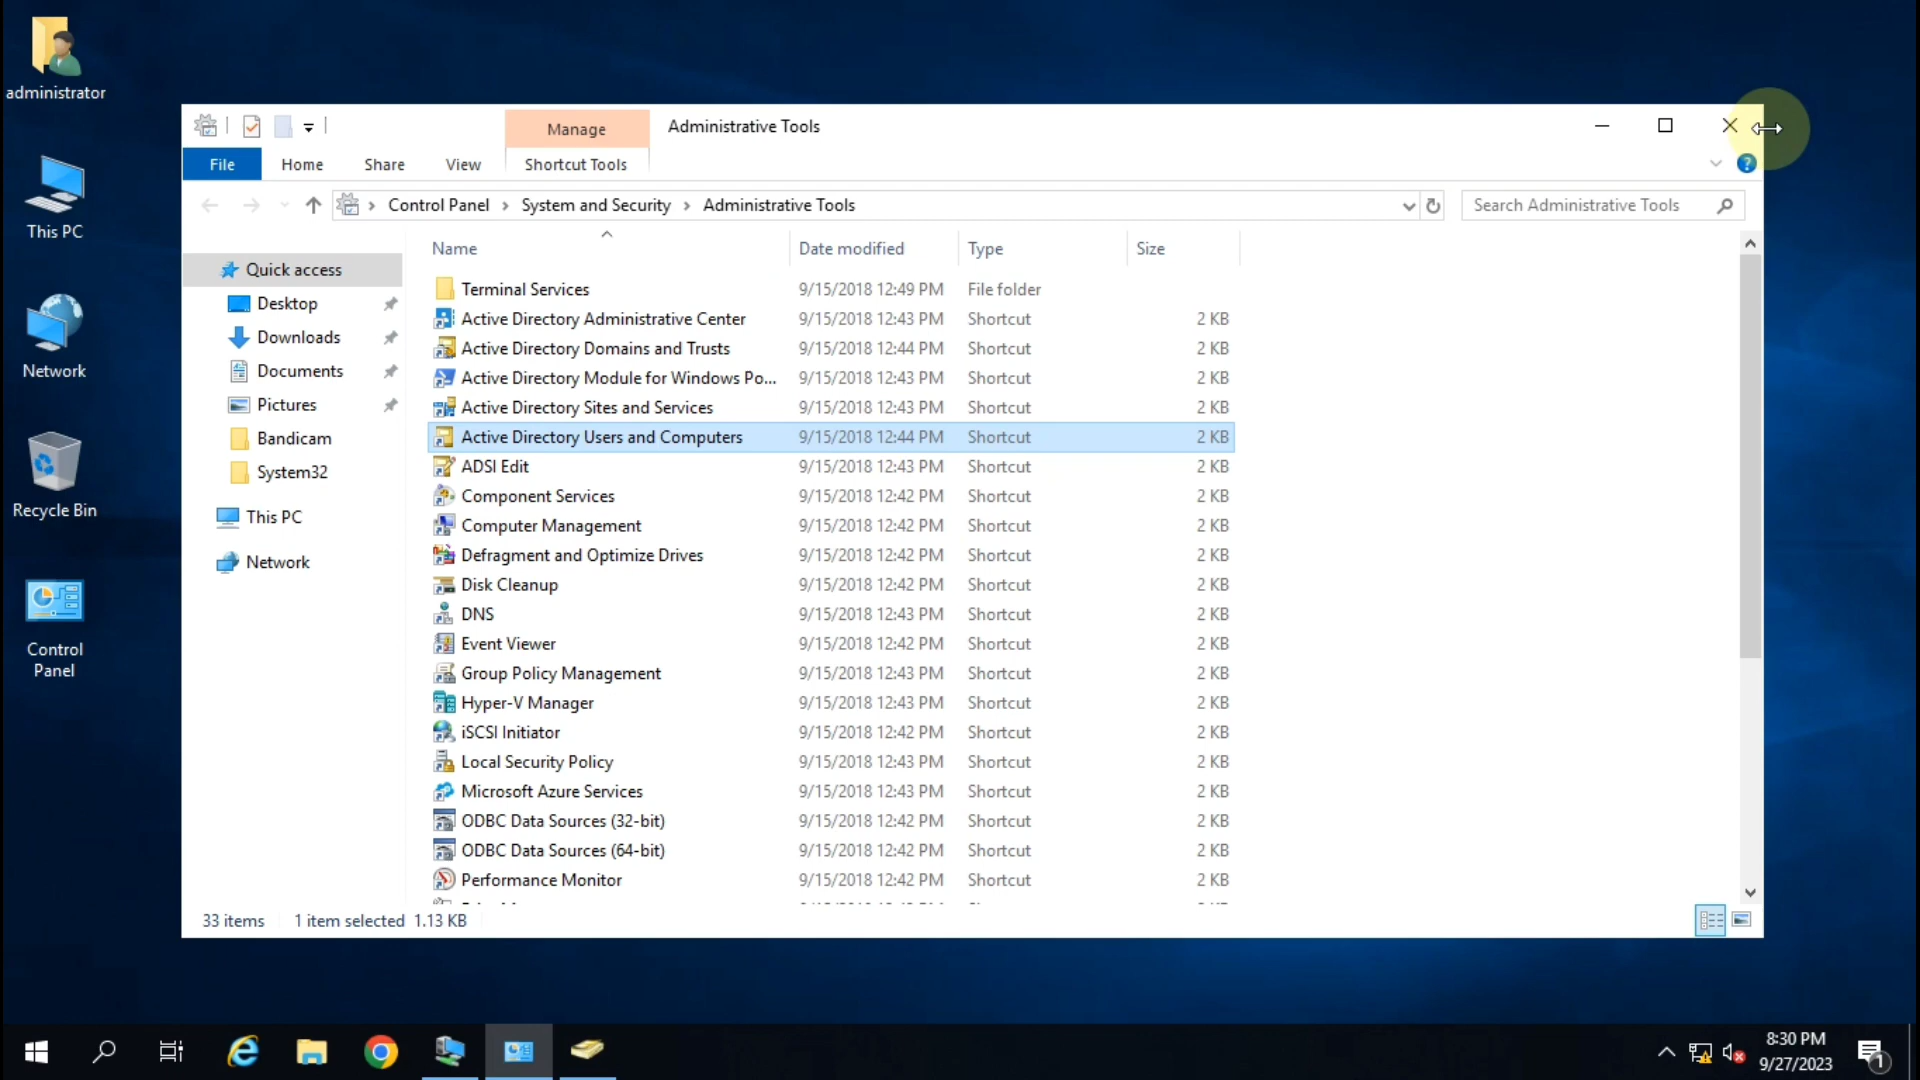 administrator
This PC
Network
Recycle Bin
Control
Panel
Manage
Administrative Tools
File
Home
Share
View
Shortcut Tools
Control Panel
System and Security
Administrative Tools
Search Administrative Tools
Quick access
Desktop
Downloads
Documents
Pictures
Bandicam
System32
This PC
Network
Name Date modified Type Size
Terminal Services 9/15/2018 12:49 PM File folder
Active Directory Administrative Center 9/15/2018 12:43 PM Shortcut 2 KB
Active Directory Domains and Trusts 9/15/2018 12:44 PM Shortcut 2 KB
Active Directory Module for Windows Po... 9/15/2018 12:43 PM Shortcut 2 KB
Active Directory Sites and Services 9/15/2018 12:43 PM Shortcut 2 KB
Active Directory Users and Computers 9/15/2018 12:44 PM Shortcut 2 KB
ADSI Edit 9/15/2018 12:43 PM Shortcut 2 KB
Component Services 9/15/2018 12:42 PM Shortcut 2 KB
Computer Management 9/15/2018 12:42 PM Shortcut 2 KB
Defragment and Optimize Drives 9/15/2018 12:42 PM Shortcut 2 KB
Disk Cleanup 9/15/2018 12:42 PM Shortcut 2 KB
DNS 9/15/2018 12:43 PM Shortcut 2 KB
Event Viewer 9/15/2018 12:42 PM Shortcut 2 KB
Group Policy Management 9/15/2018 12:43 PM Shortcut 2 KB
Hyper-V Manager 9/15/2018 12:43 PM Shortcut 2 KB
iSCSI Initiator 9/15/2018 12:42 PM Shortcut 2 KB
Local Security Policy 9/15/2018 12:43 PM Shortcut 2 KB
Microsoft Azure Services 9/15/2018 12:43 PM Shortcut 2 KB
ODBC Data Sources (32-bit) 9/15/2018 12:42 PM Shortcut 2 KB
ODBC Data Sources (64-bit) 9/15/2018 12:42 PM Shortcut 2 KB
Performance Monitor 9/15/2018 12:42 PM Shortcut 2 KB
33 items 1 item selected 1.13 KB
8:30 PM
9/27/2023
1